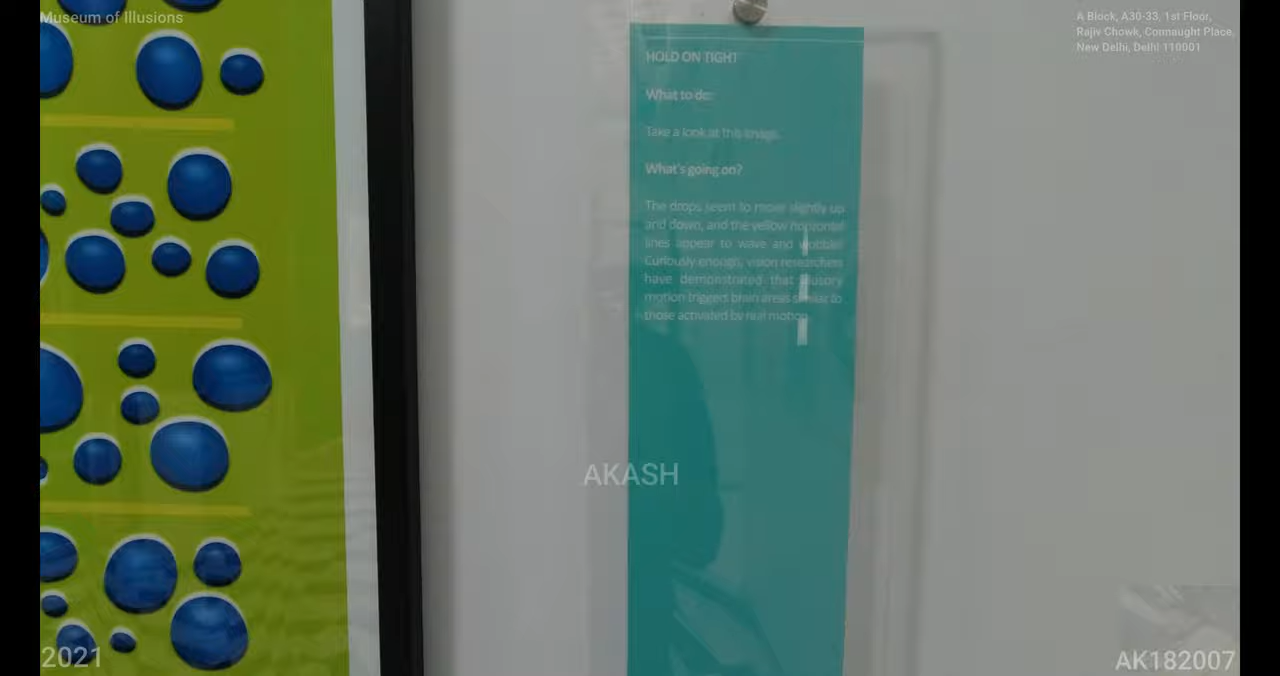 Museum of Illusions
A Block, A30-33, 1st Floor,
Rajiv Chowk, Connaught Place,
New Delhi, Delhi 110001
HOLD ON TIGHT
What to do:
Take a look at this image.
What's going on?
The drops seem to move slightly up
and down, and the yellow horizontal
lines appear to wave and wobble!
Curiously enough, vision researchers
have demonstrated that illusory
motion triggers brain areas similar to
those activated by real motion.
AKASH
2021
AK182007